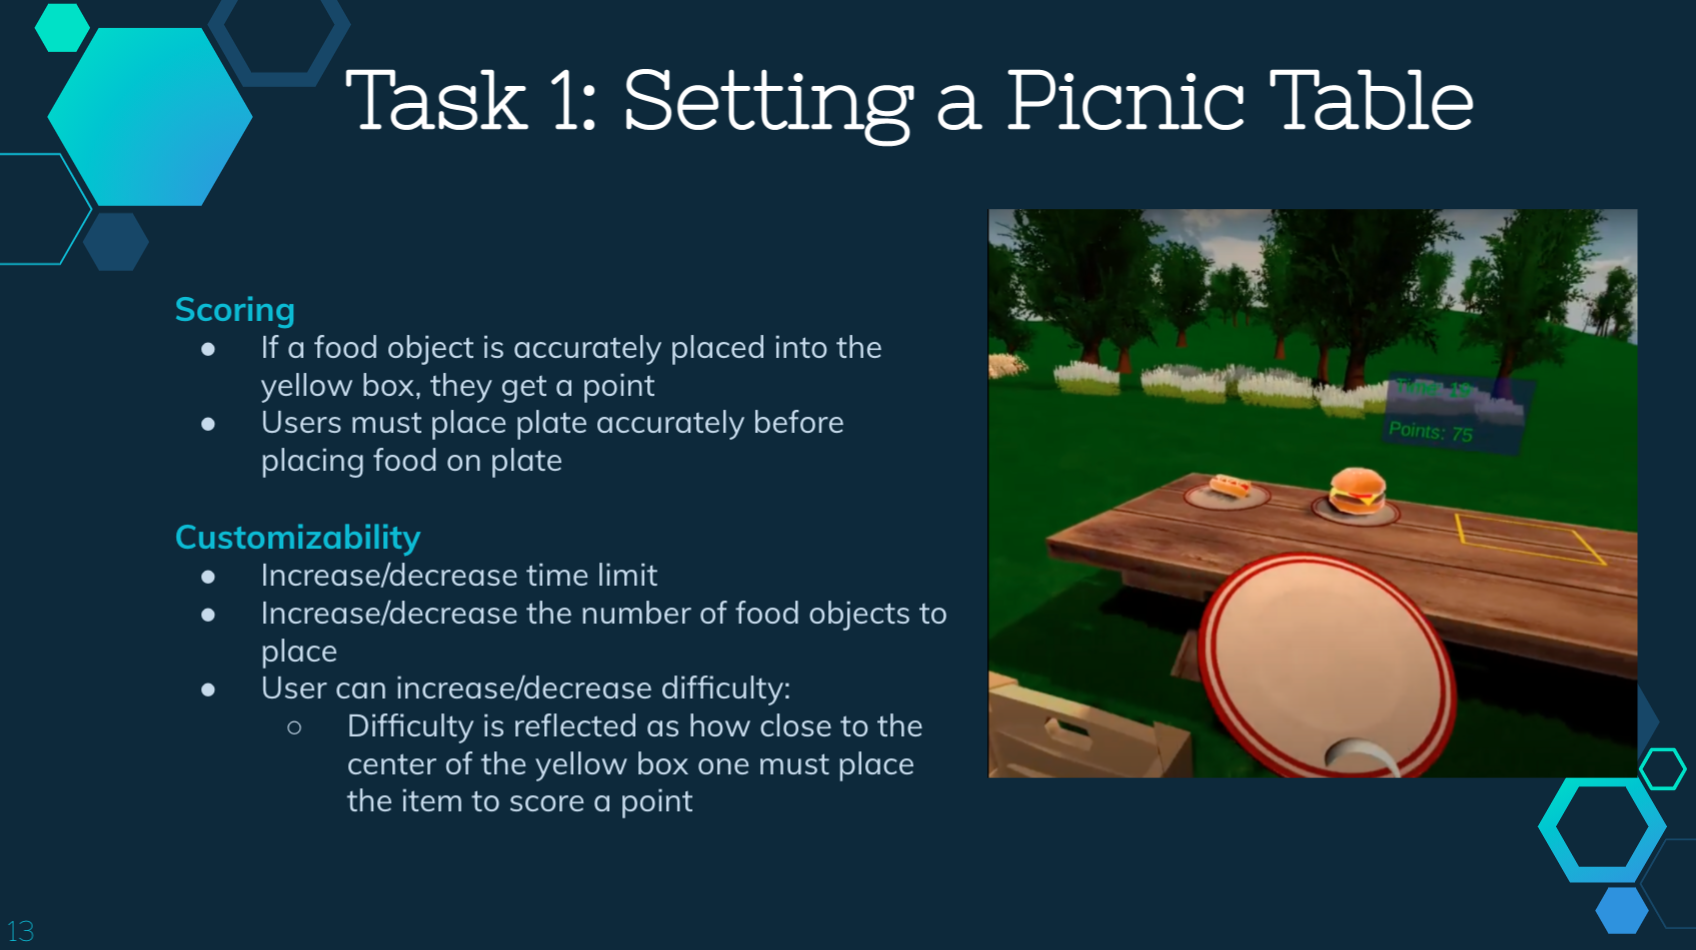 Task 1: Setting a Picnic Table
Scoring
● If a food object is accurately placed into the
yellow box, they get a point
● Users must place plate accurately before
placing food on plate
Customizability
● Increase/decrease time limit
● Increase/decrease the number of food objects to
place
● User can increase/decrease difficulty:
○ Difficulty is reflected as how close to the
center of the yellow box one must place
the item to score a point
Time:
Points: 75
13